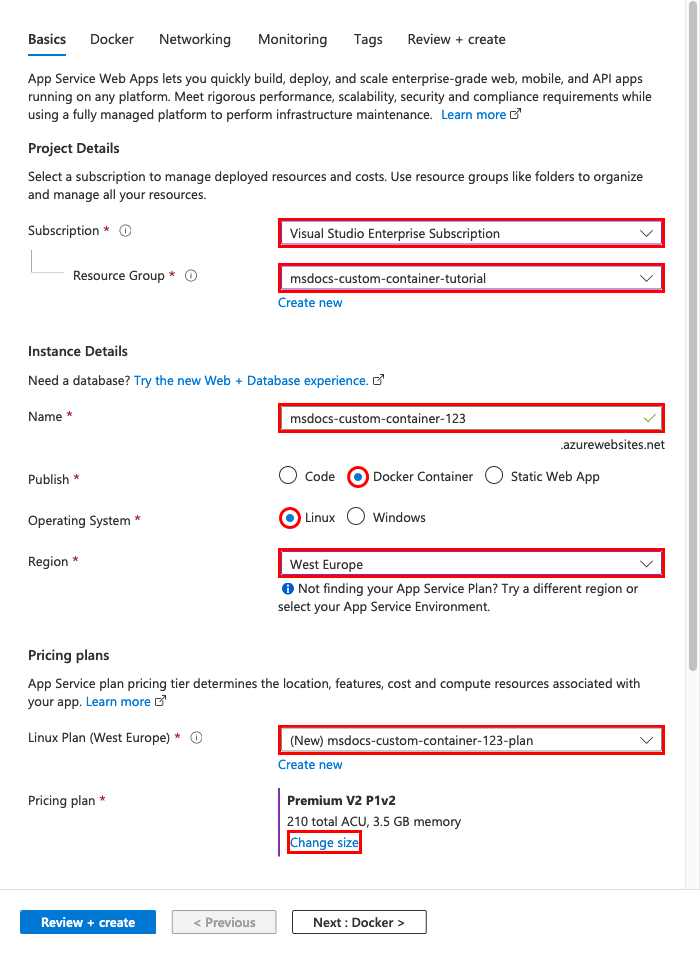 Basics Docker Networking Monitoring Tags Review + create
App Service Web Apps lets you quickly build, deploy, and scale enterprise-grade web, mobile, and API apps
running on any platform. Meet rigorous performance, scalability, security and compliance requirements while
using a fully managed platform to perform infrastructure maintenance. Learn more
Project Details
Select a subscription to manage deployed resources and costs. Use resource groups like folders to organize
and manage all your resources.
Subscription * Visual Studio Enterprise Subscription
Resource Group * msdocs-custom-container-tutorial
Create new
Instance Details
Need a database? Try the new Web + Database experience.
Name * msdocs-custom-container-123
.azurewebsites.net
Publish * Code Docker Container Static Web App
Operating System * Linux Windows
Region * West Europe
Not finding your App Service Plan? Try a different region or
select your App Service Environment.
Pricing plans
App Service plan pricing tier determines the location, features, cost and compute resources associated with
your app. Learn more
Linux Plan (West Europe) * (New) msdocs-custom-container-123-plan
Create new
Pricing plan * Premium V2 P1v2
210 total ACU, 3.5 GB memory
Change size
Review + create < Previous Next : Docker >